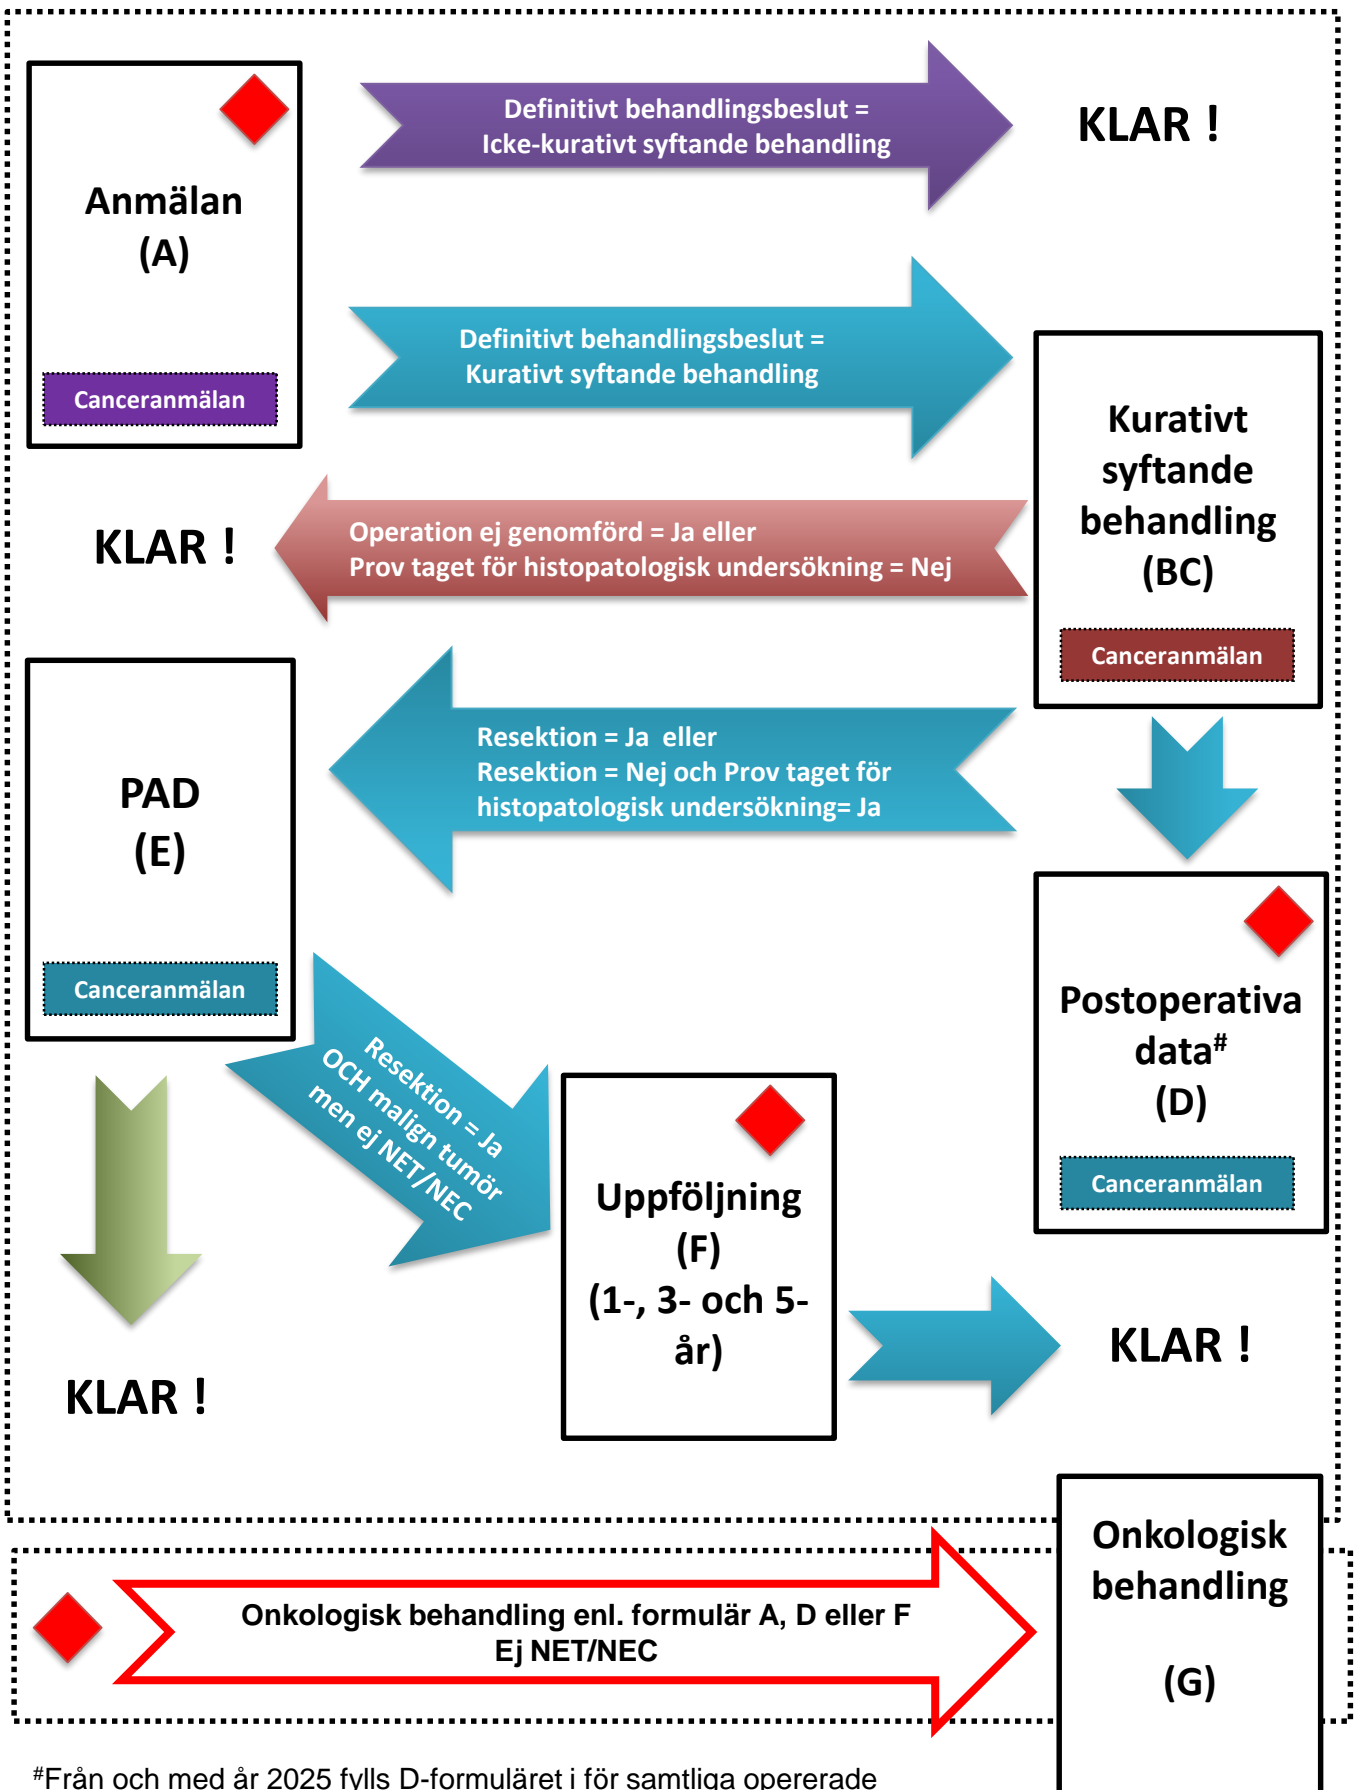 Anmälan
(A)
Canceranmälan
Definitivt behandlingsbeslut =
Icke-kurativt syftande behandling
KLAR !
Definitivt behandlingsbeslut =
Kurativt syftande behandling
Kurativt
syftande
behandling
(BC)
Canceranmälan
KLAR !
Operation ej genomförd = Ja eller
Prov taget för histopatologisk undersökning = Nej
PAD
(E)
Canceranmälan
Resektion = Ja eller
Resektion = Nej och Prov taget för
histopatologisk undersökning= Ja
Postoperativa
data#
(D)
Canceranmälan
Resektion = Ja
OCH malign tumör
men ej NET/NEC
Uppföljning
(F)
(1-, 3- och 5-
år)
KLAR !
KLAR !
Onkologisk behandling enl. formulär A, D eller F
Ej NET/NEC
Onkologisk
behandling
(G)
#Från och med år 2025 fylls D-formuläret i för samtliga opererade